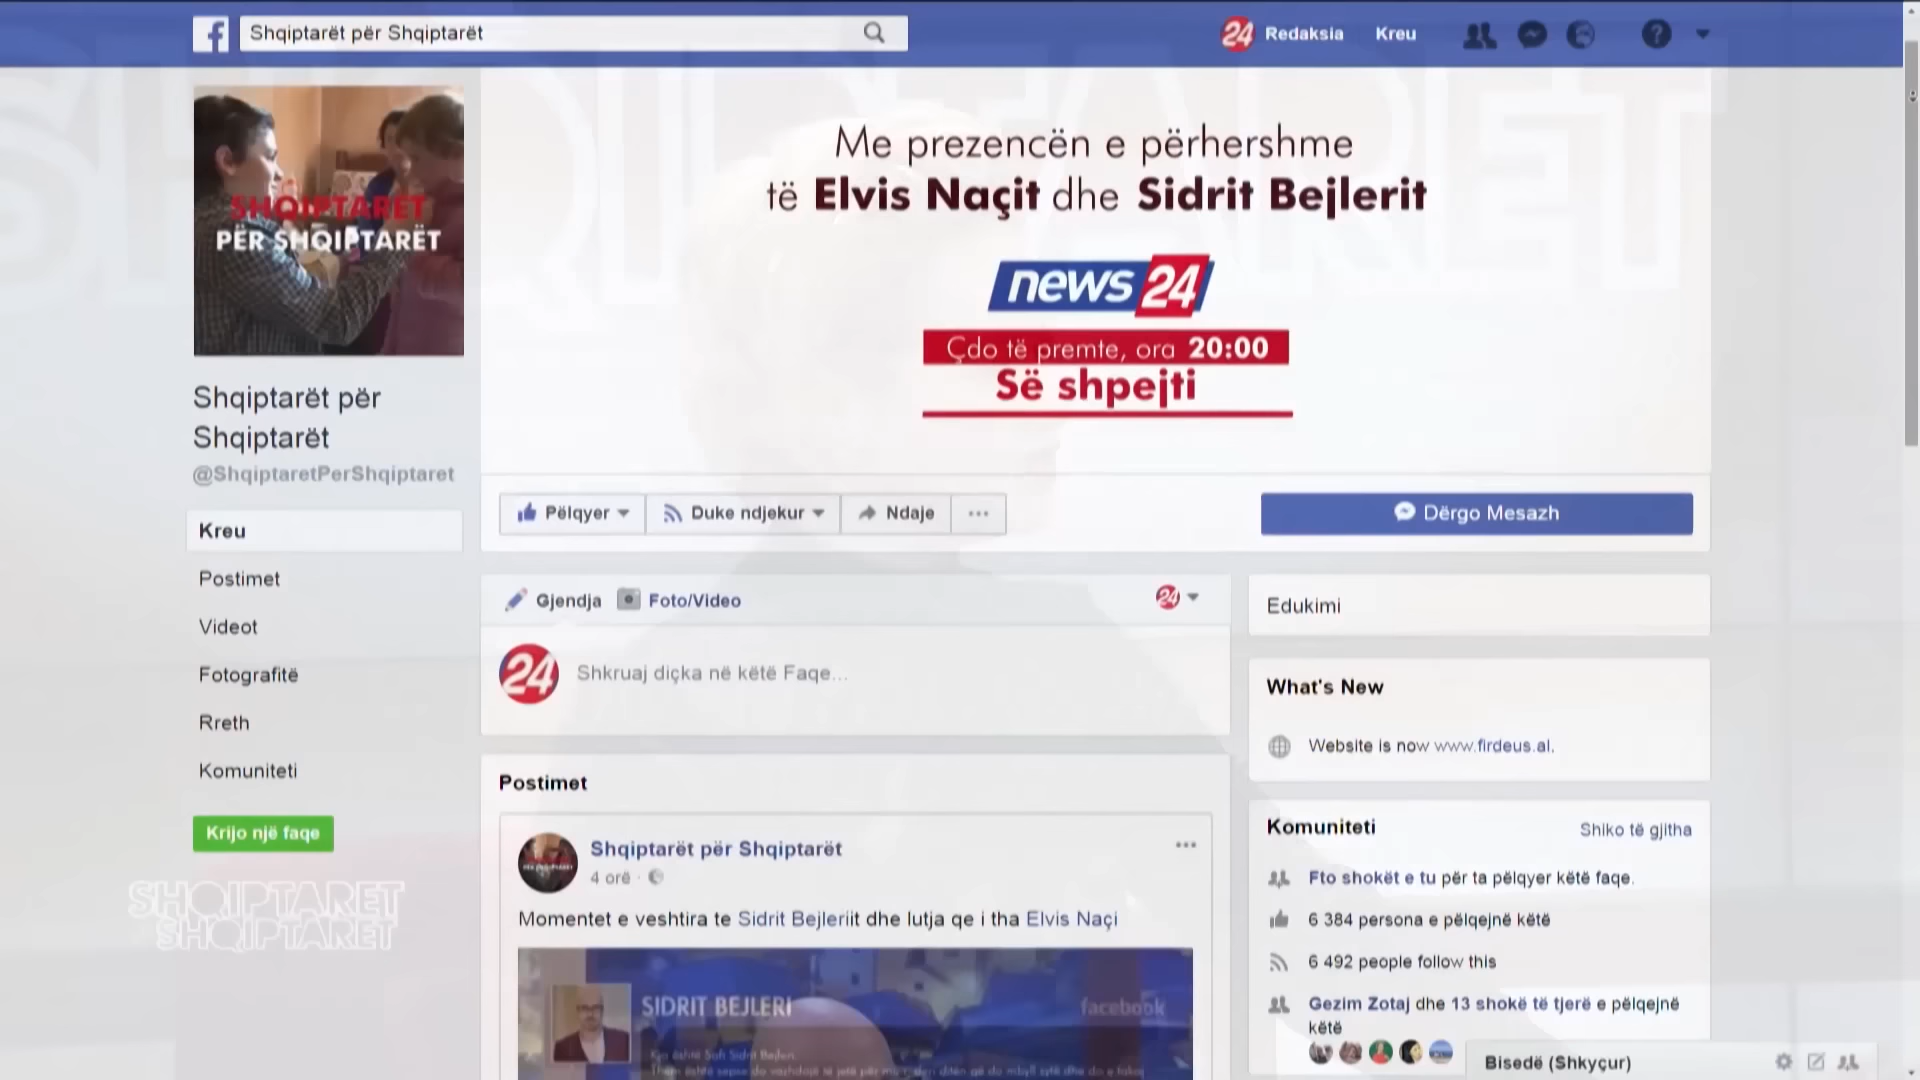 Shqiptarët për Shqiptarët
24 Redaksia Kreu
SHQIPTARËT
PËR SHQIPTARËT
Me prezencën e përhershme
të Elvis Naçit dhe Sidrit Bejlerit
news 24
Çdo të premte, ora 20:00
Së shpejti
Shqiptarët për
Shqiptarët
@ShqiptaretPerShqiptaret
Kreu
Postimet
Videot
Fotografitë
Rreth
Komuniteti
Krijo një faqe
SHQIPTARET
SHQIPTARET
Pëlqyer
Duke ndjekur
Ndaje
Dërgo Mesazh
Gjendja Foto/Video
24
24 Shkruaj diçka në këtë Faqe...
Postimet
Shqiptarët për Shqiptarët
4 orë
Momentet e veshtira te Sidrit Bejleriit dhe lutja qe i tha Elvis Naçi
SIDRIT BEJLERI
facebook
Edukimi
What's New
Website is now www.firdeus.al.
Komuniteti Shiko të gjitha
Fto shokët e tu për ta pëlqyer këtë faqe.
6 384 persona e pëlqejnë këtë
6 492 people follow this
Gezim Zotaj dhe 13 shokë të tjerë e pëlqejnë
këtë
Bisedë (Shkyçur)